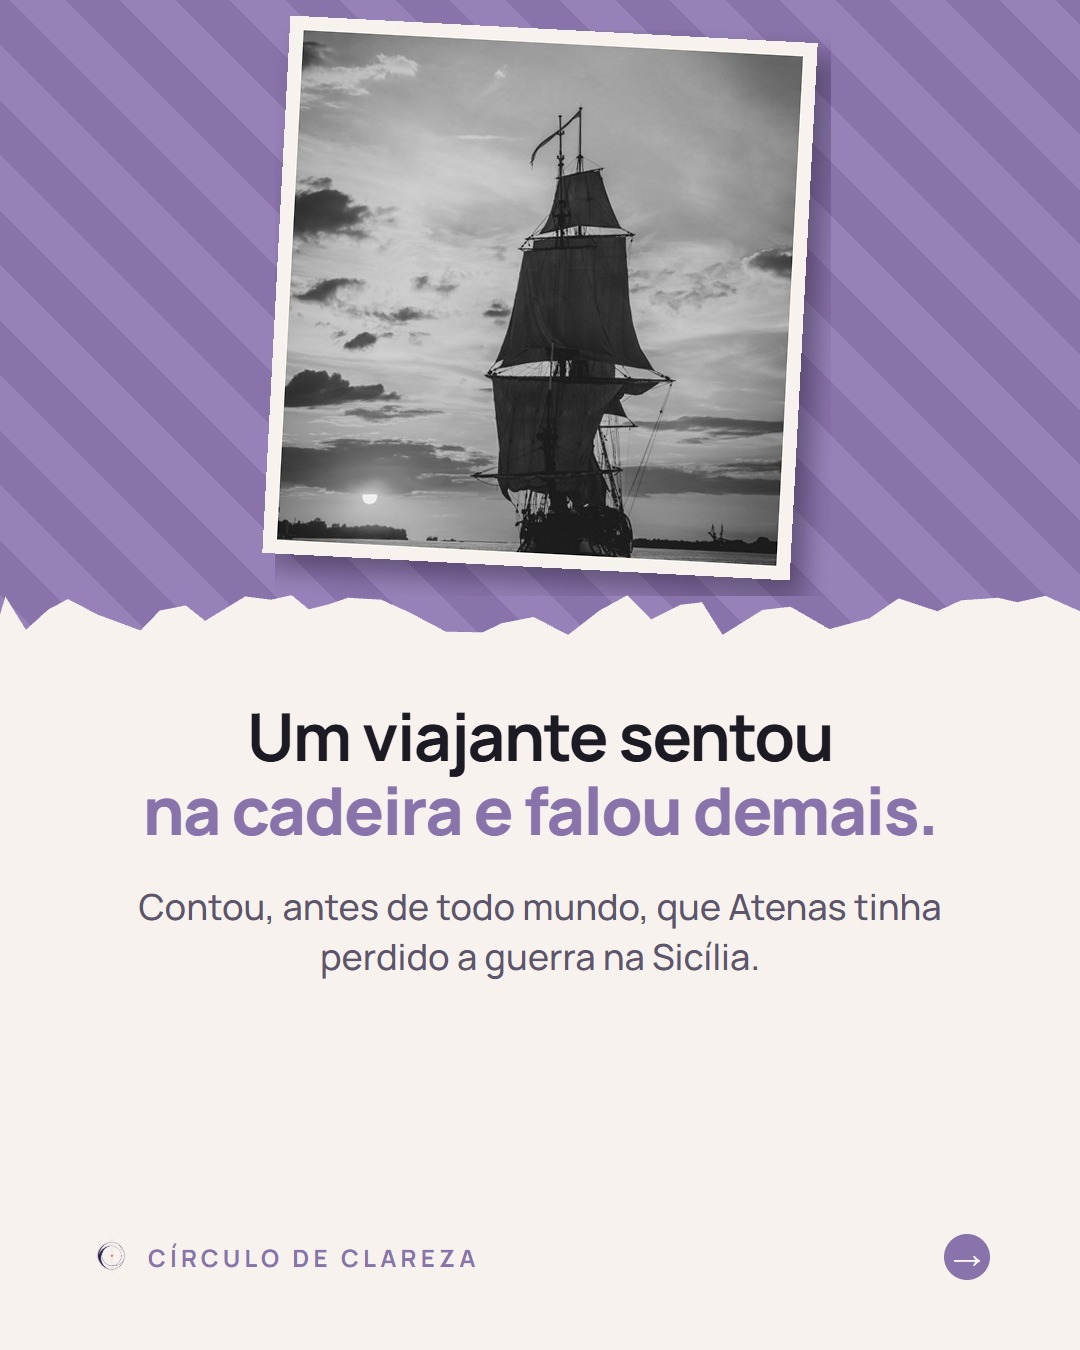 Um viajante sentou
na cadeira e falou demais.
Contou, antes de todo mundo, que Atenas tinha
perdido a guerra na Sicília.
CÍRCULO DE CLAREZA